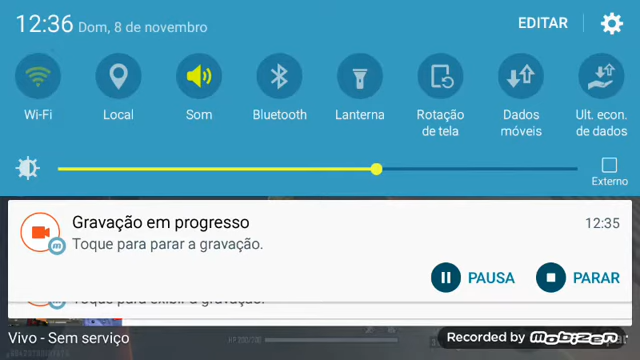 12:36 Dom, 8 de novembro
EDITAR
Wi-Fi
Local
Som
Bluetooth
Lanterna
Rotação de tela
Dados móveis
Ult. econ. de dados
Externo
Gravação em progresso
12:35
Toque para parar a gravação.
PAUSA
PARAR
Toque para exibir a gravação.
Vivo - Sem serviço
Recorded by mobizen